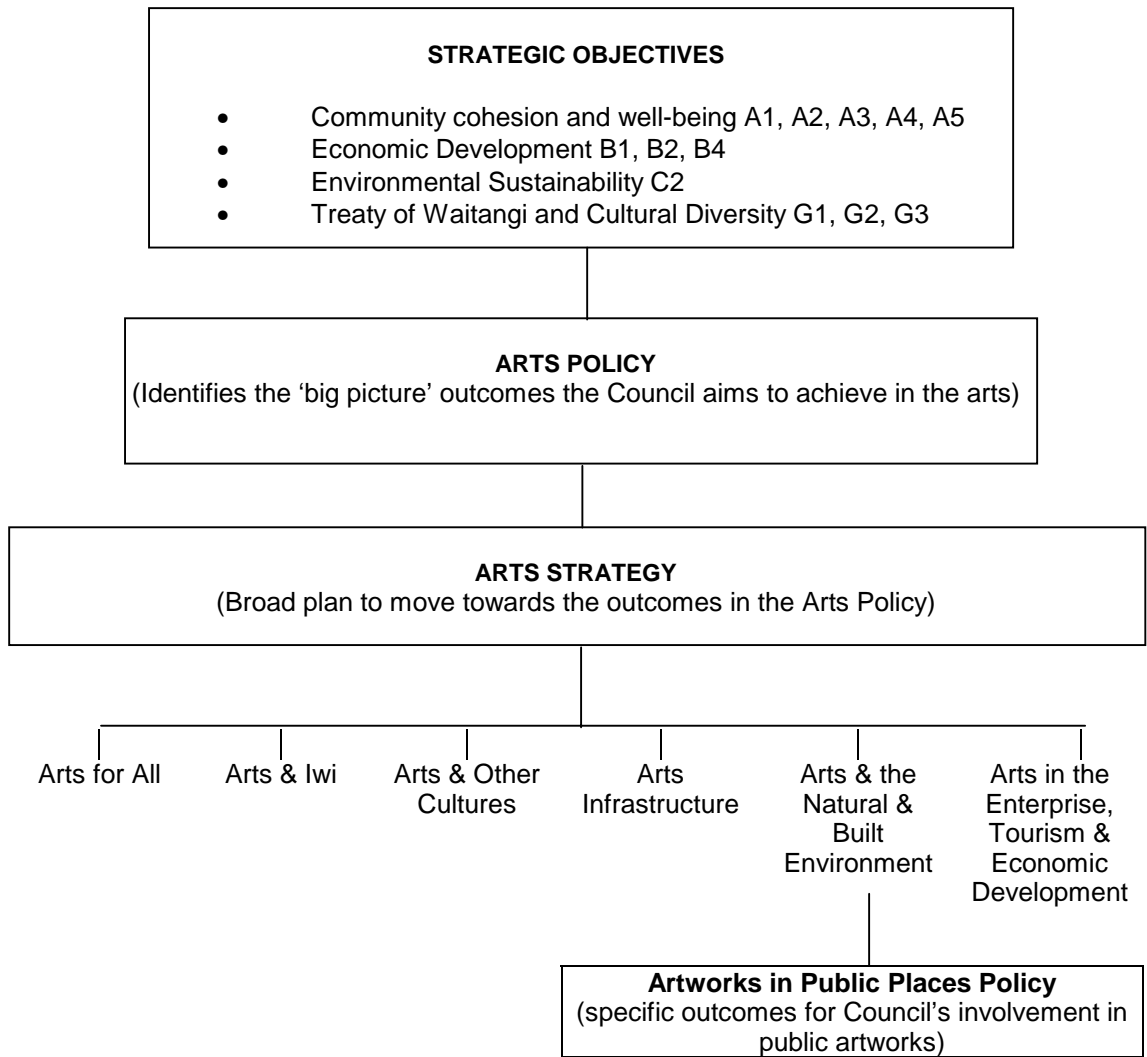 STRATEGIC OBJECTIVES
• Community cohesion and well-being A1, A2, A3, A4, A5
• Economic Development B1, B2, B4
• Environmental Sustainability C2
• Treaty of Waitangi and Cultural Diversity G1, G2, G3
ARTS POLICY
(Identifies the ‘big picture’ outcomes the Council aims to achieve in the arts)
ARTS STRATEGY
(Broad plan to move towards the outcomes in the Arts Policy)
Arts for All
Arts & Iwi
Arts & Other
Cultures
Arts
Infrastructure
Arts & the
Natural &
Built
Environment
Arts in the
Enterprise,
Tourism &
Economic
Development
Artworks in Public Places Policy
(specific outcomes for Council’s involvement in
public artworks)